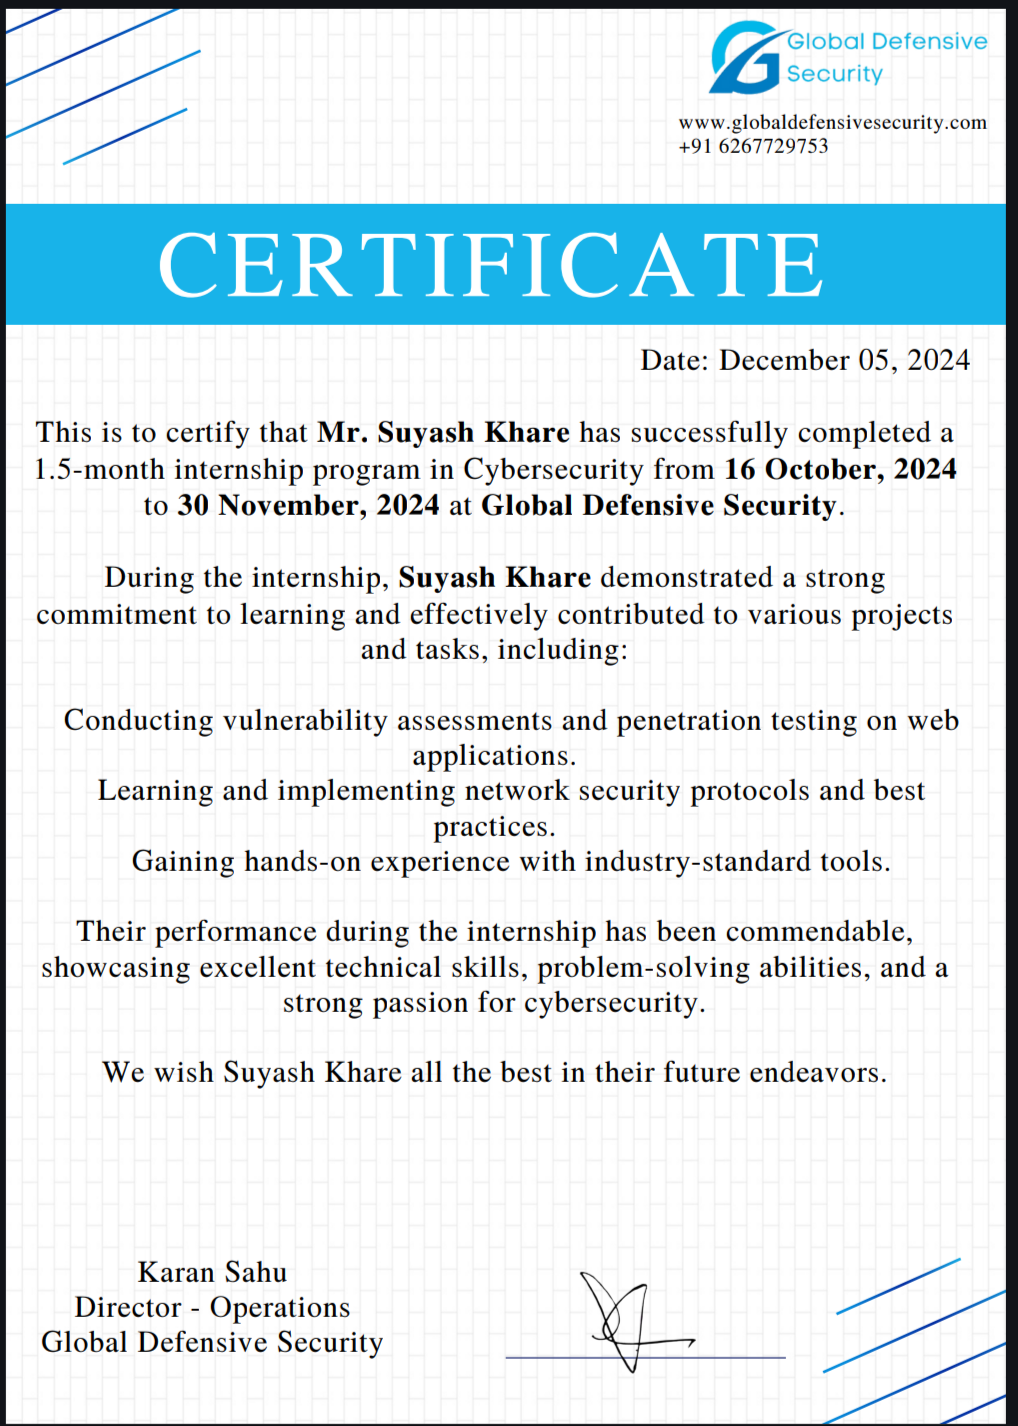 Global Defensive
Security
www.globaldefensivesecurity.com
+91 6267729753
CERTIFICATE
Date: December 05, 2024
This is to certify that Mr. Suyash Khare has successfully completed a
1.5-month internship program in Cybersecurity from 16 October, 2024
to 30 November, 2024 at Global Defensive Security.
During the internship, Suyash Khare demonstrated a strong
commitment to learning and effectively contributed to various projects
and tasks, including:
Conducting vulnerability assessments and penetration testing on web
applications.
Learning and implementing network security protocols and best
practices.
Gaining hands-on experience with industry-standard tools.
Their performance during the internship has been commendable,
showcasing excellent technical skills, problem-solving abilities, and a
strong passion for cybersecurity.
We wish Suyash Khare all the best in their future endeavors.
Karan Sahu
Director - Operations
Global Defensive Security